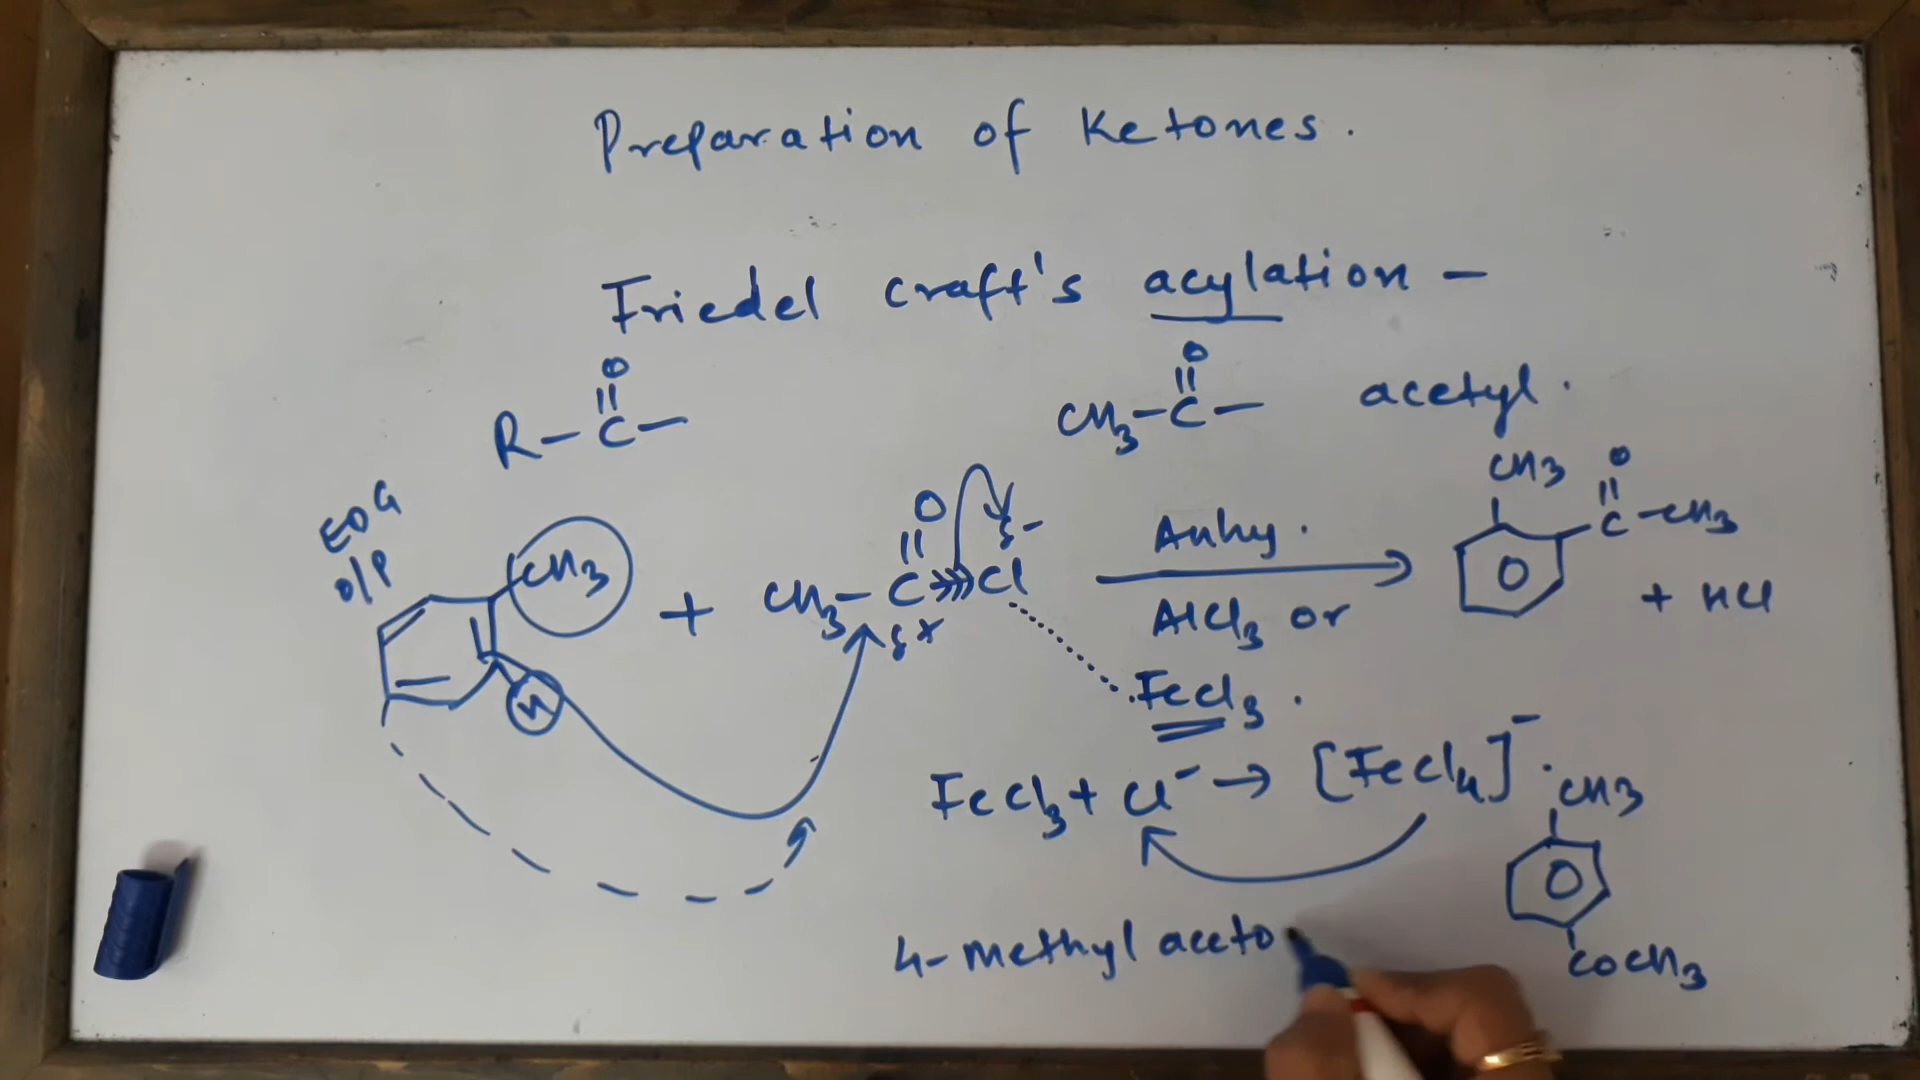 Preparation of Ketones.
Friedel craft's acylation -
O
R-C-
O
CH3-C-
acetyl.
EDG
o/P
CH3
H
+
O
CH3-C
Cl
δ-
δ+
Anhy.
AlCl3 or
FeCl3.
CH3
O
C-CH3
+ HCl
FeCl3 + Cl- → [FeCl4]-.
CH3
COCH3
4-Methyl aceto